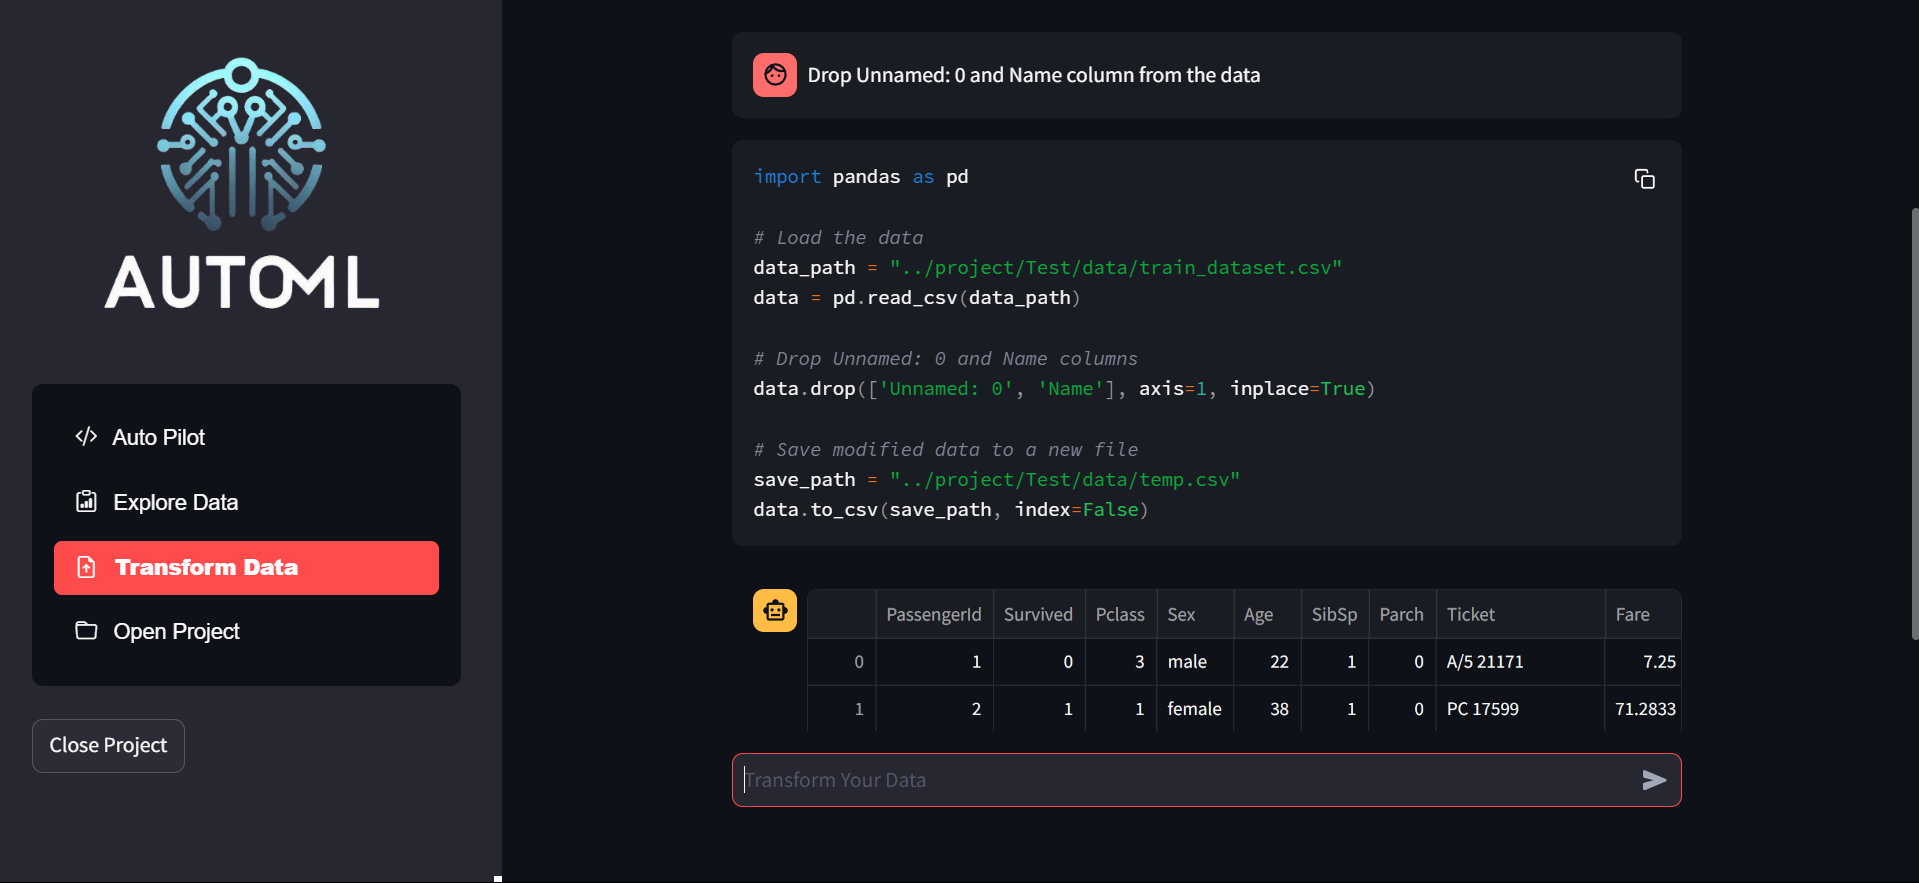 AUTOML
Auto Pilot
Explore Data
Transform Data
Open Project
Close Project
Drop Unnamed: 0 and Name column from the data
import pandas as pd
# Load the data
data_path = "../project/Test/data/train_dataset.csv"
data = pd.read_csv(data_path)
# Drop Unnamed: 0 and Name columns
data.drop(['Unnamed: 0', 'Name'], axis=1, inplace=True)
# Save modified data to a new file
save_path = "../project/Test/data/temp.csv"
data.to_csv(save_path, index=False)
PassengerId Survived Pclass Sex Age SibSp Parch Ticket Fare
0 1 0 3 male 22 1 0 A/5 21171 7.25
1 2 1 1 female 38 1 0 PC 17599 71.2833
Transform Your Data